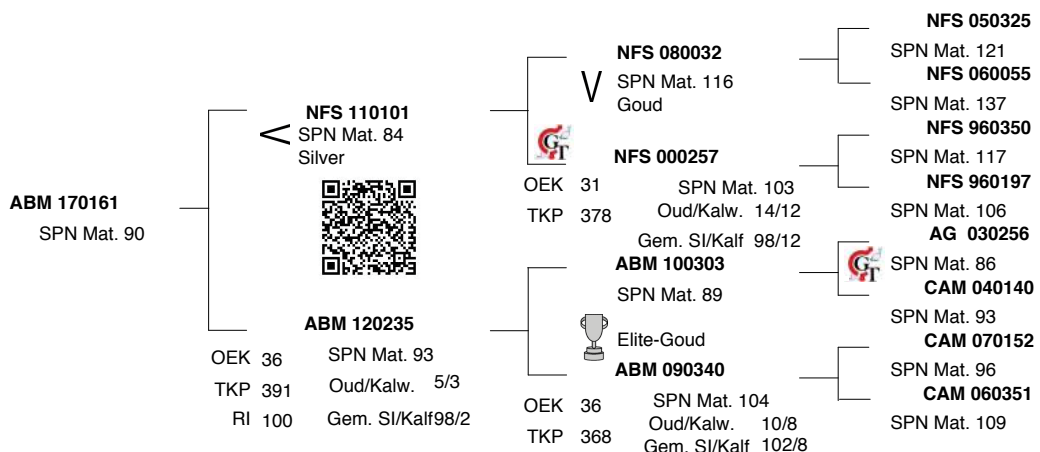 ABM 170161
SPN Mat. 90
NFS 110101
< SPN Mat. 84
Silver
ABM 120235
OEK 36 SPN Mat. 93
TKP 391 Oud/Kalw. 5/3
RI 100 Gem. SI/Kalf 98/2
NFS 080032
V SPN Mat. 116
Goud
GT
NFS 000257
OEK 31 SPN Mat. 103
TKP 378 Oud/Kalw. 14/12
Gem. SI/Kalf 98/12
ABM 100303
SPN Mat. 89
Elite-Goud
ABM 090340
OEK 36 SPN Mat. 104
TKP 368 Oud/Kalw. 10/8
Gem. SI/Kalf 102/8
NFS 050325
SPN Mat. 121
NFS 060055
SPN Mat. 137
NFS 960350
SPN Mat. 117
NFS 960197
SPN Mat. 106
AG 030256
GT SPN Mat. 86
CAM 040140
SPN Mat. 93
CAM 070152
SPN Mat. 96
CAM 060351
SPN Mat. 109